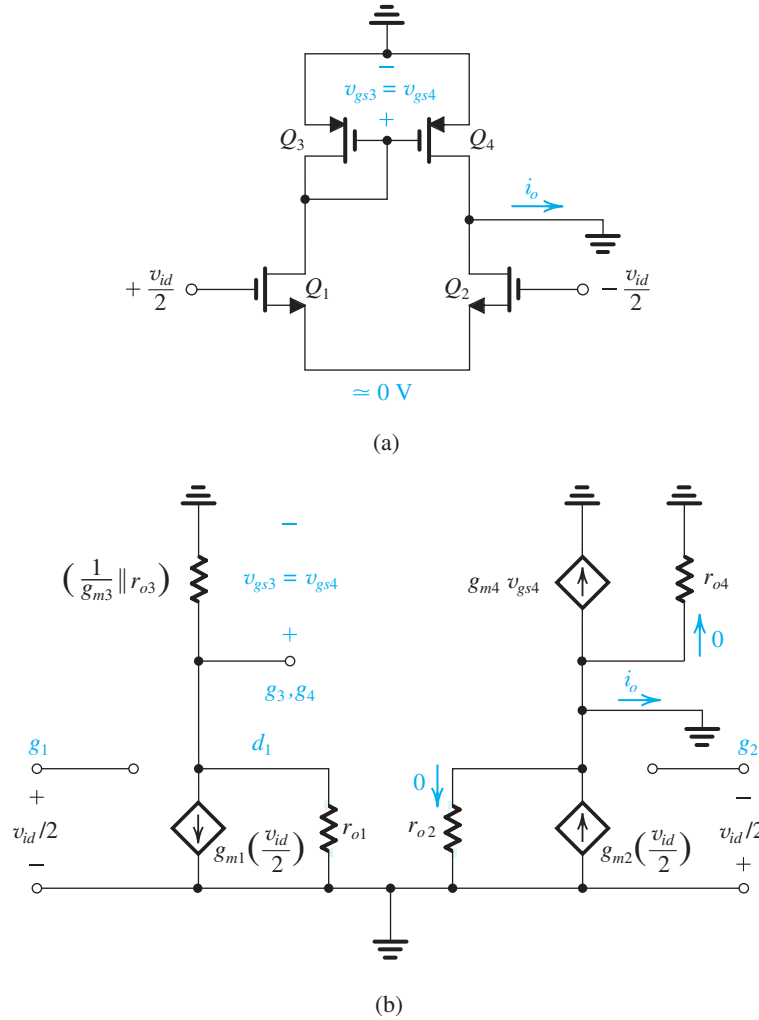 −
v_gs3 = v_gs4
+
Q_3
Q_4
i_o
+ v_id/2
Q_1
Q_2
− v_id/2
≃ 0 V
(a)
−
(1/g_m3 ∥ r_o3)
v_gs3 = v_gs4
g_m4 v_gs4
r_o4
+
0
g_3, g_4
i_o
g_1
d_1
0
g_2
+
−
v_id/2
g_m1(v_id/2)
r_o1
r_o2
g_m2(v_id/2)
v_id/2
−
+
(b)